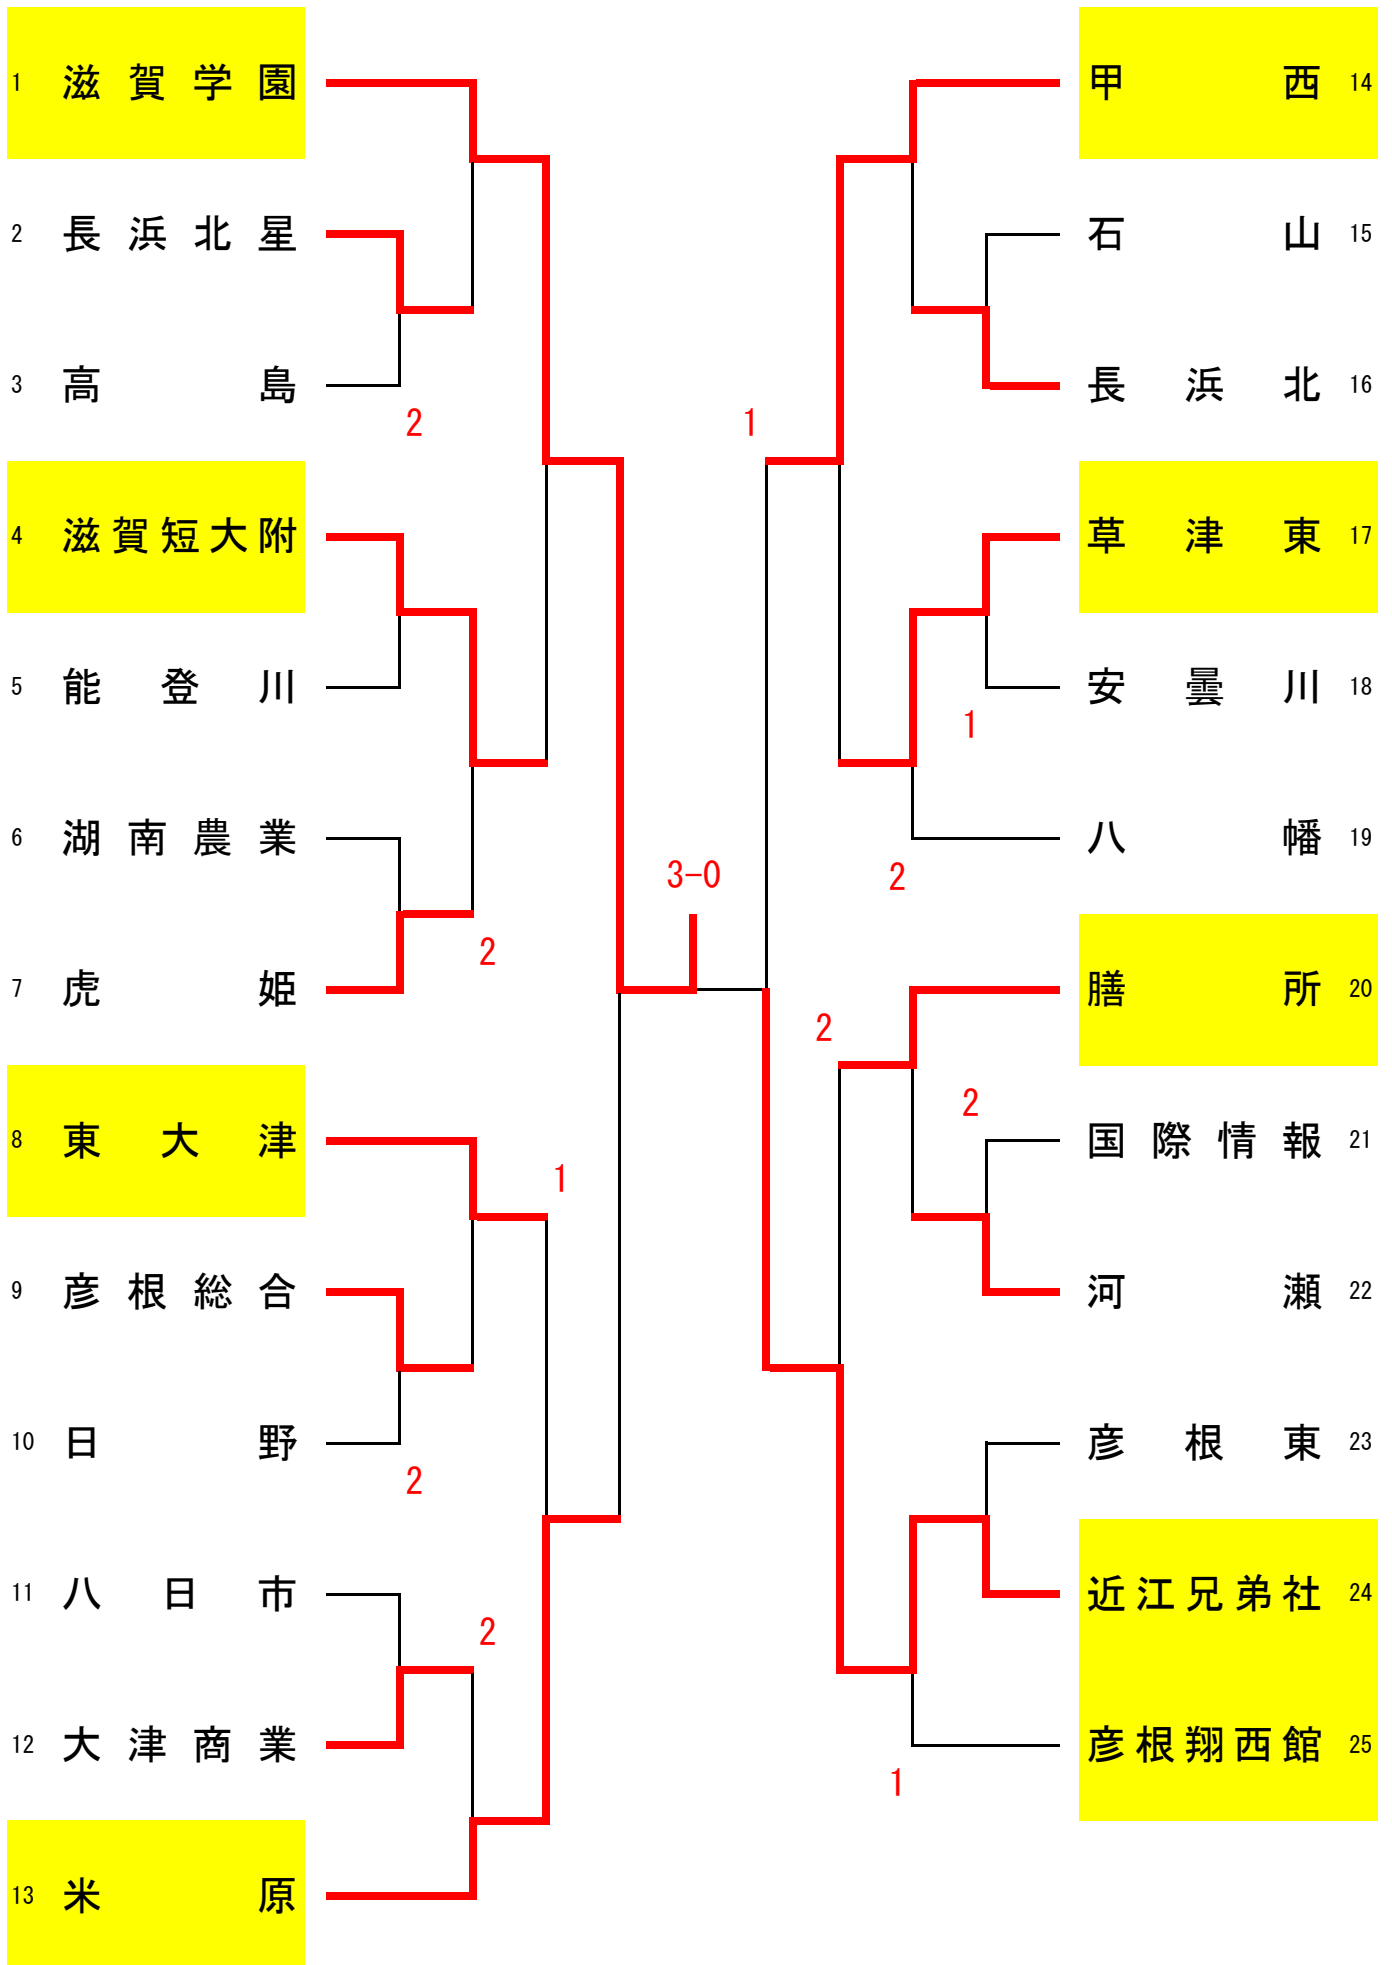 1 滋賀学園
2 長浜北星
3 高島
2
4 滋賀短大附
5 能登川
6 湖南農業
2
7 虎姫
8 東大津
1
9 彦根総合
10 日野
2
11 八日市
2
12 大津商業
13 米原
3-0
甲西 14
石山 15
長浜北 16
1
草津東 17
安曇川 18
1
八幡 19
2
膳所 20
2
2
国際情報 21
河瀬 22
彦根東 23
近江兄弟社 24
彦根翔西館 25
1